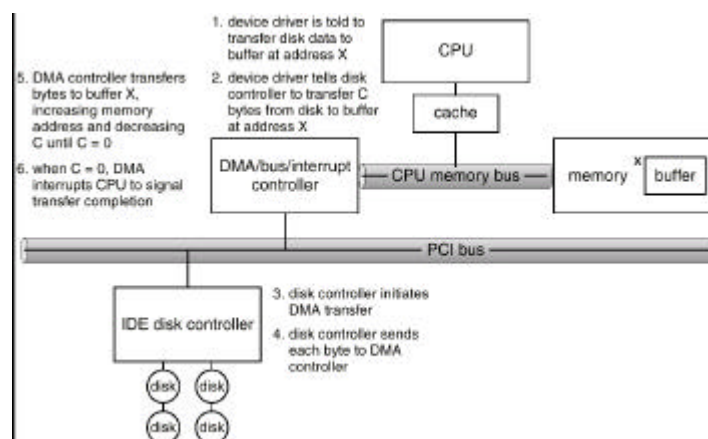 1. device driver is told to
transfer disk data to
buffer at address X
CPU
5. DMA controller transfers
bytes to buffer X,
increasing memory
address and decreasing
C until C = 0
2. device driver tells disk
controller to transfer C
bytes from disk to buffer
at address X
cache
6. when C = 0, DMA
interrupts CPU to signal
transfer completion
DMA/bus/interrupt
controller
CPU memory bus
memory
x
buffer
PCI bus
IDE disk controller
3. disk controller initiates
DMA transfer
4. disk controller sends
each byte to DMA
controller
disk
disk
disk
disk